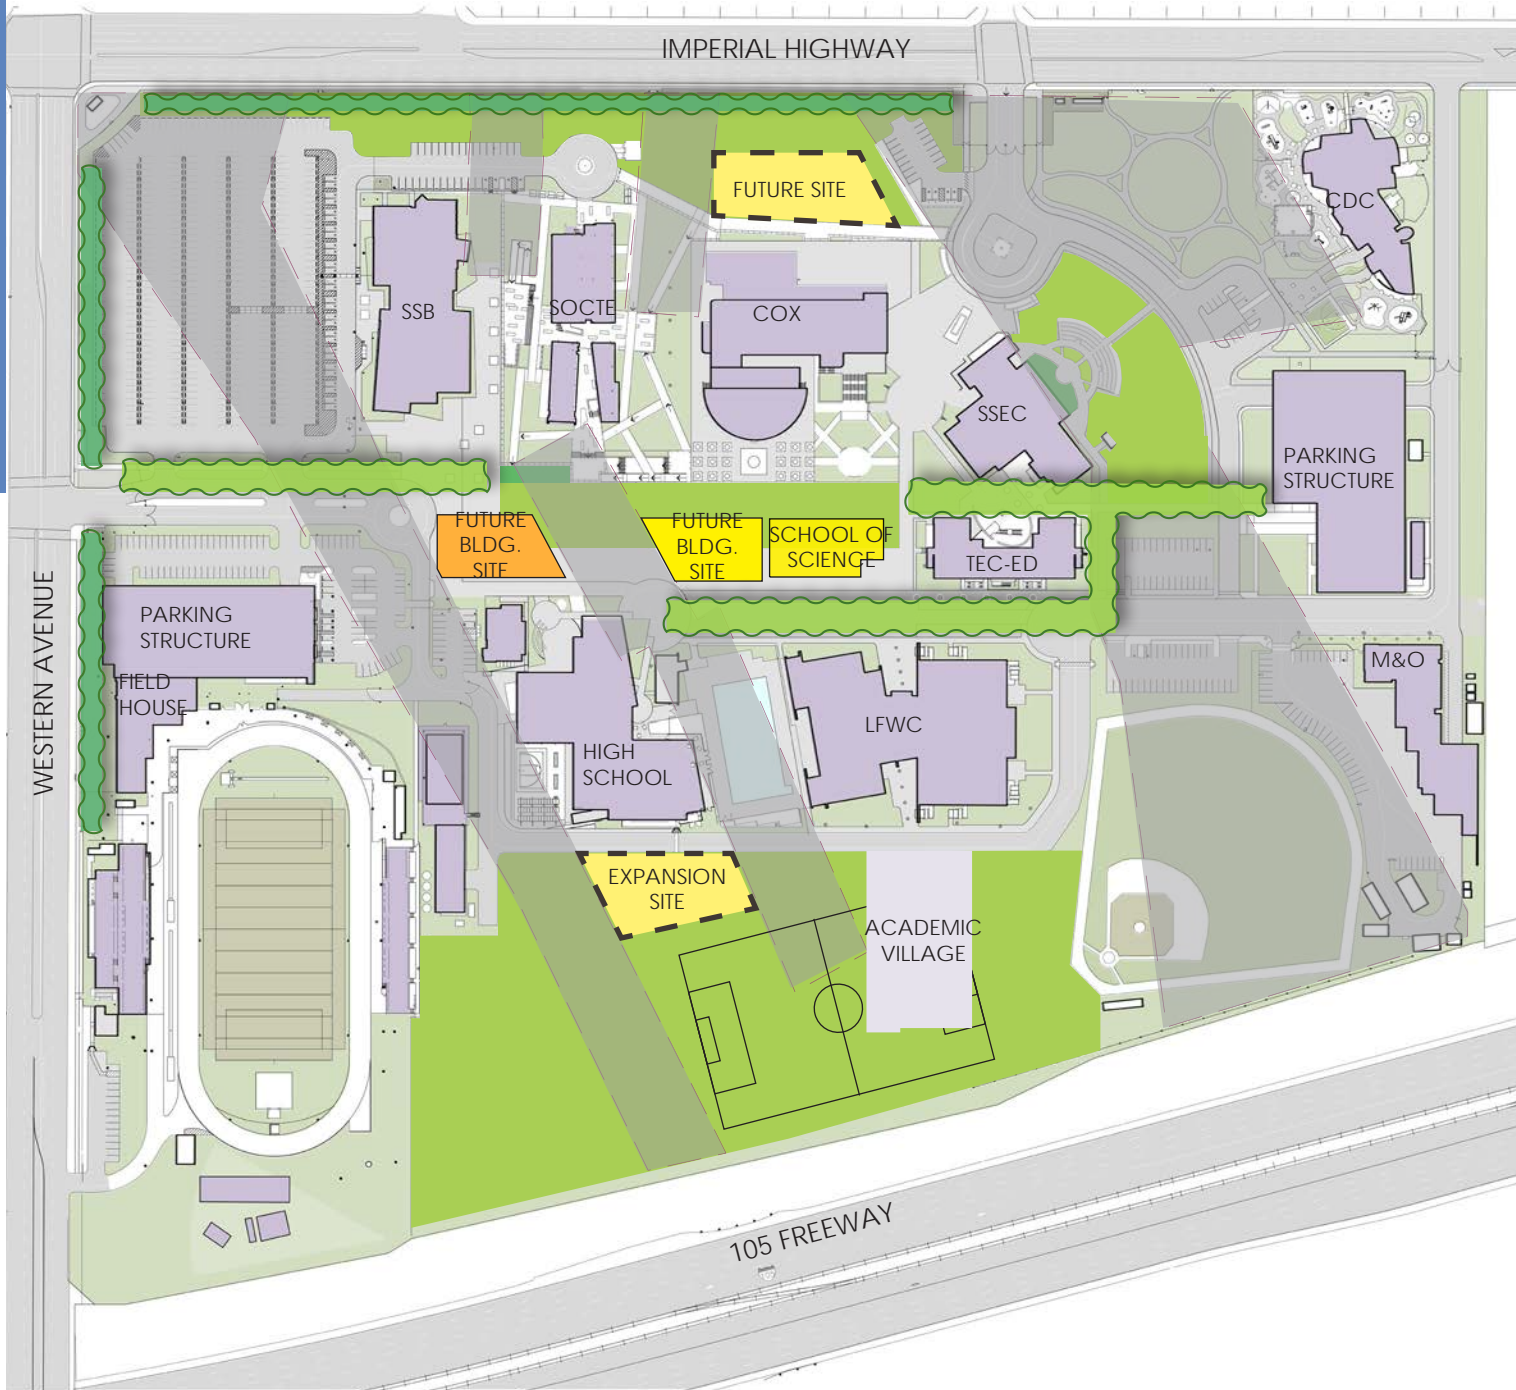 IMPERIAL HIGHWAY
FUTURE SITE
CDC
SSB
SOCTE
COX
SSEC
PARKING
STRUCTURE
FUTURE
BLDG.
SITE
FUTURE
BLDG.
SITE
SCHOOL OF
SCIENCE
TEC-ED
WESTERN AVENUE
PARKING
STRUCTURE
FIELD
HOUSE
M&O
LFWC
HIGH
SCHOOL
EXPANSION
SITE
ACADEMIC
VILLAGE
105 FREEWAY